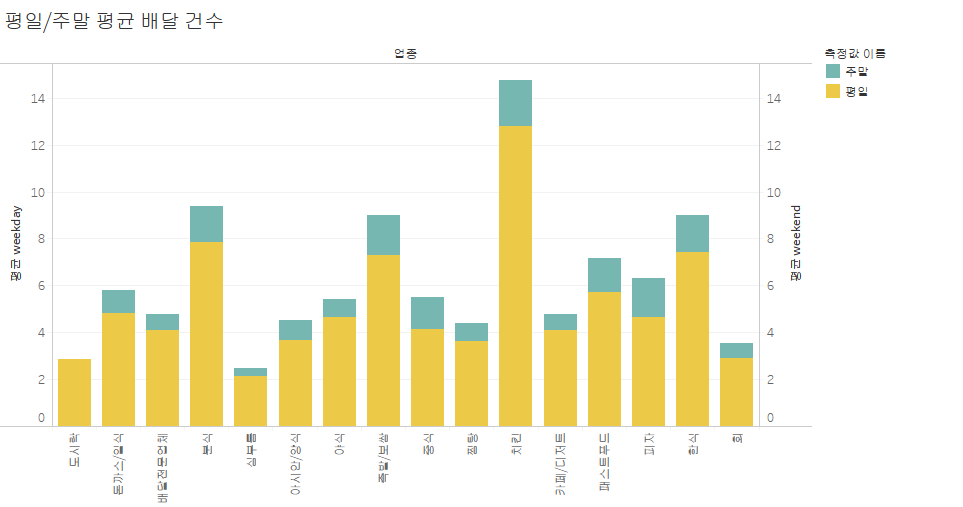 평일/주말 평균 배달 건수
업종
측정값 이름
주말
평일
평균 weekday
14
12
10
8
6
4
2
0
14
12
10
8
6
4
2
0
평균 weekend
도시락
돈까스/일식
배달전문업체
분식
심부름
아시안/양식
야식
족발/보쌈
중식
찜탕
치킨
카페/디저트
패스트푸드
피자
한식
회